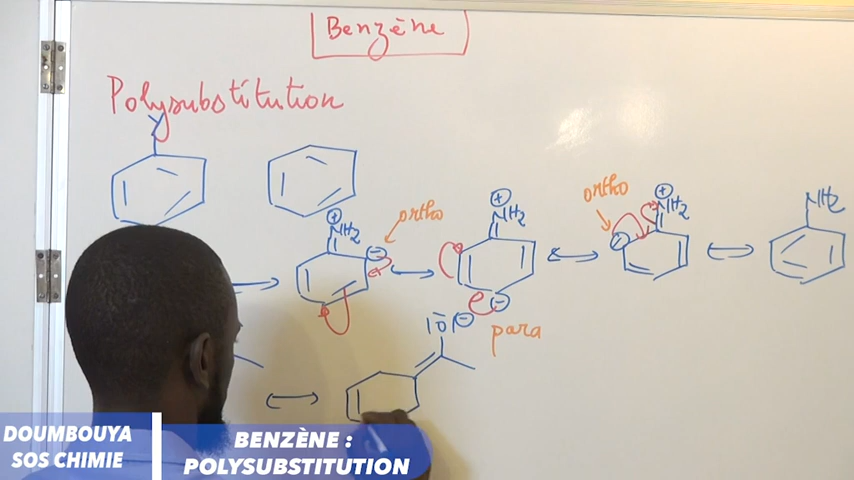 Benzène
Polysubstitution
Y
ortho
⊕
NH2
⊖
⊕
NH2
⊖
para
ortho
⊕
NH2
⊖
NH2
|O|⊖
DOUMBOUYA
SOS CHIMIE
BENZÈNE :
POLYSUBSTITUTION